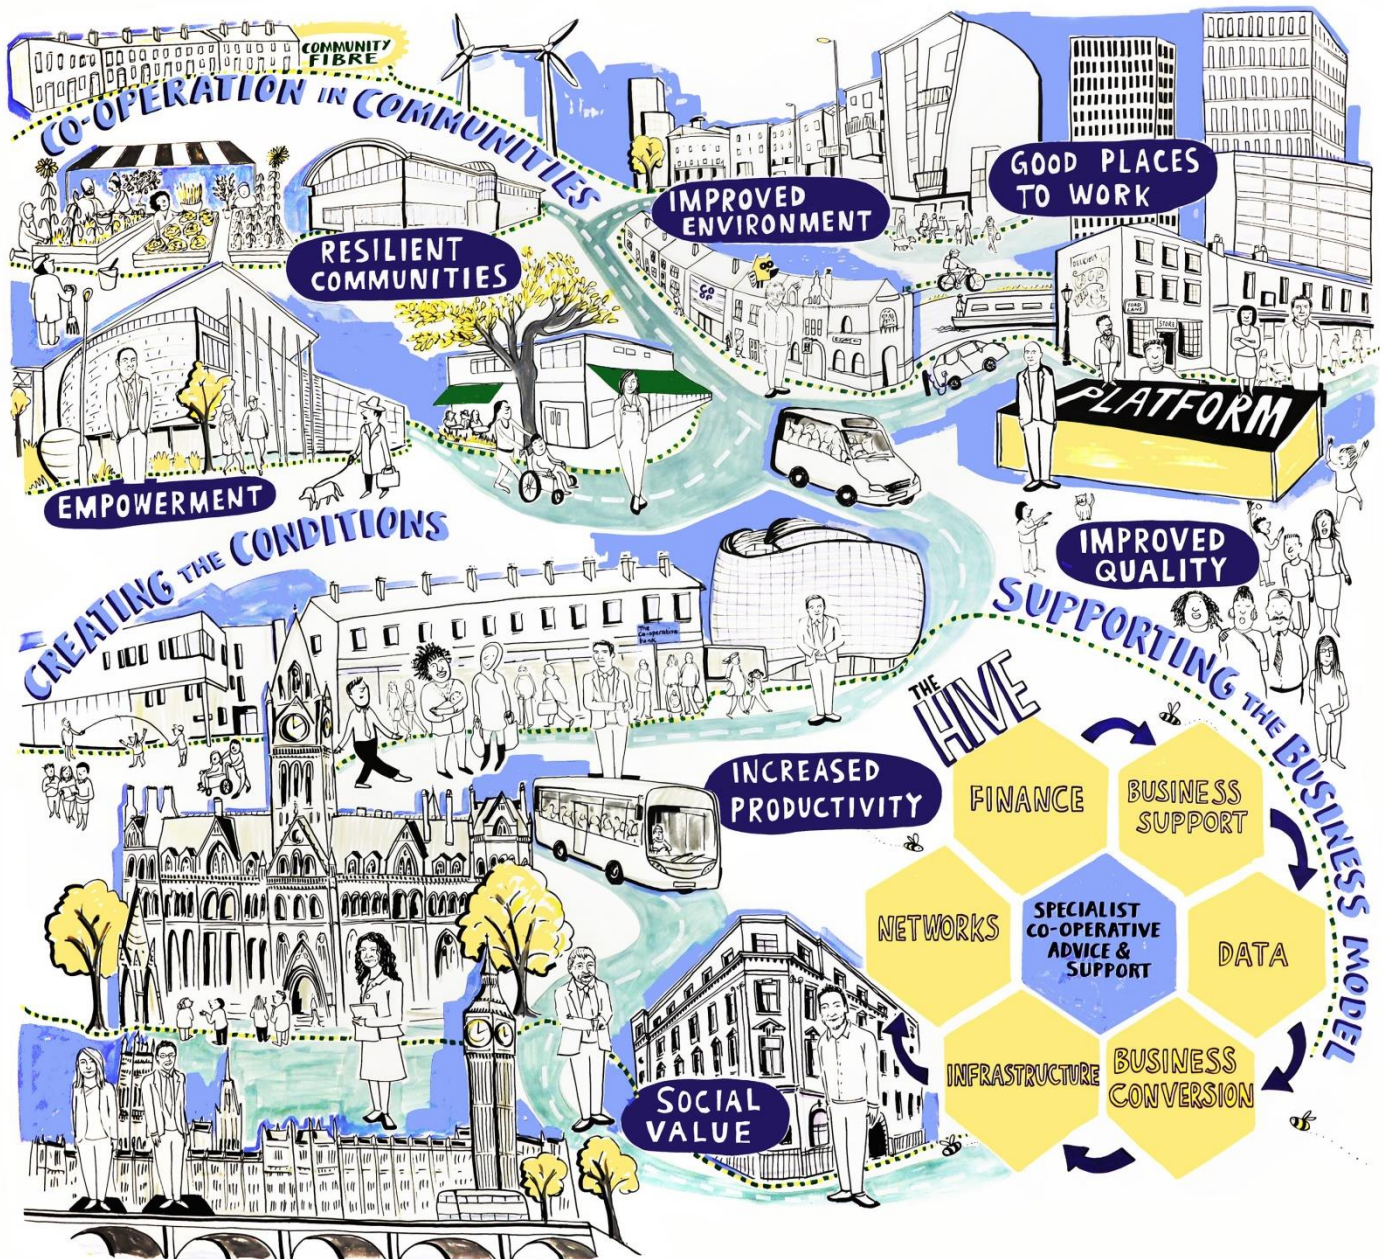 COMMUNITY
FIBRE
CO-OPERATION IN COMMUNITIES
RESILIENT
COMMUNITIES
IMPROVED
ENVIRONMENT
GOOD PLACES
TO WORK
CO
OP
STORE
PLATFORM
EMPOWERMENT
IMPROVED
QUALITY
CREATING THE CONDITIONS
The
co-operative
bank
SUPPORTING THE BUSINESS MODEL
THE
HIVE
INCREASED
PRODUCTIVITY
FINANCE
BUSINESS
SUPPORT
NETWORKS
SPECIALIST
CO-OPERATIVE
ADVICE &
SUPPORT
DATA
INFRASTRUCTURE
BUSINESS
CONVERSION
SOCIAL
VALUE